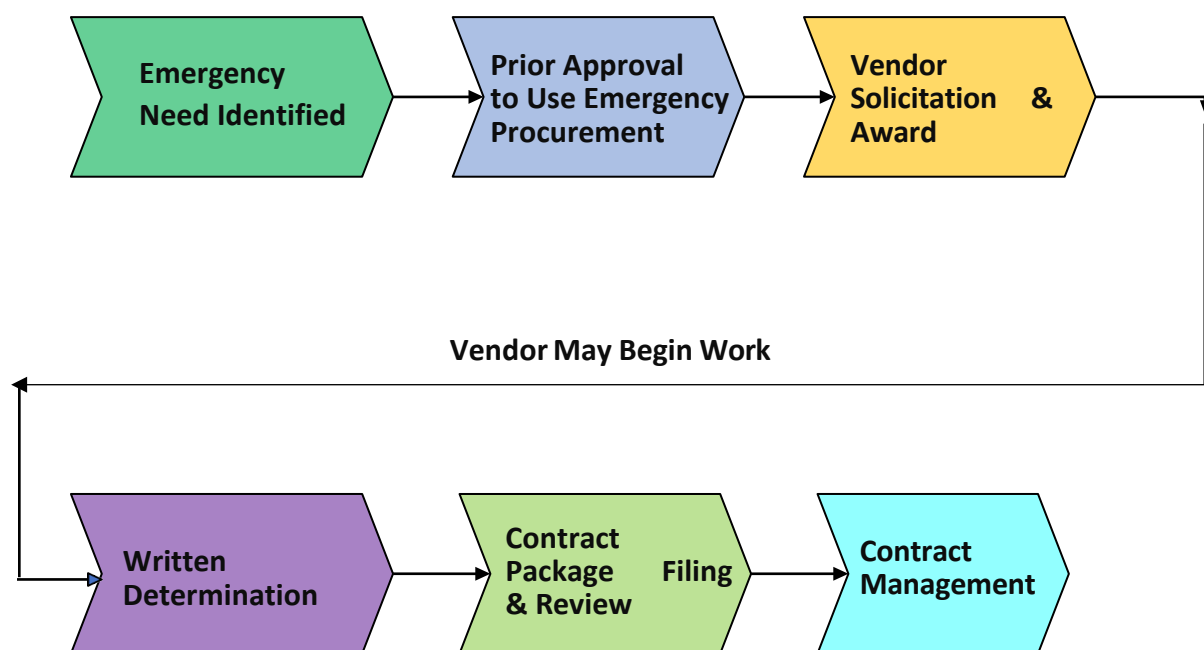 Emergency
Need Identified
Prior Approval
to Use Emergency
Procurement
Vendor
Solicitation &
Award
Vendor May Begin Work
Written
Determination
Contract
Package Filing
& Review
Contract
Management